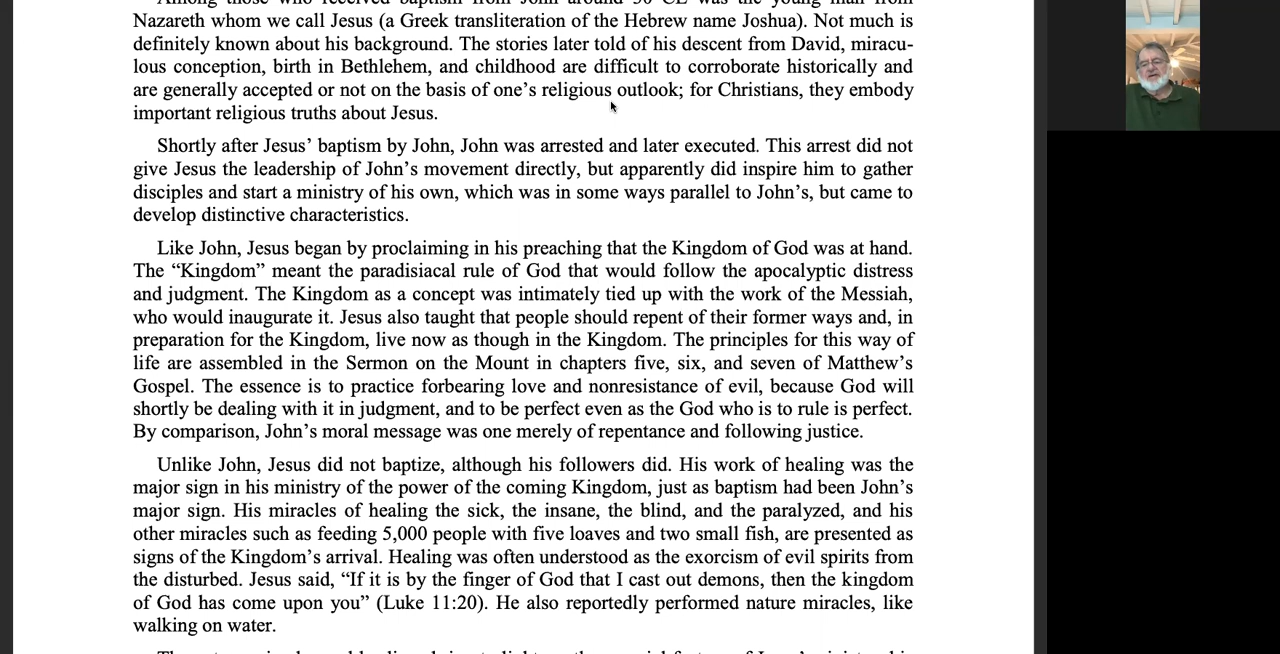 Among those who received baptism from John around 30 CE was the young man from
Nazareth whom we call Jesus (a Greek transliteration of the Hebrew name Joshua). Not much is
definitely known about his background. The stories later told of his descent from David, miracu-
lous conception, birth in Bethlehem, and childhood are difficult to corroborate historically and
are generally accepted or not on the basis of one’s religious outlook; for Christians, they embody
important religious truths about Jesus.
Shortly after Jesus’ baptism by John, John was arrested and later executed. This arrest did not
give Jesus the leadership of John’s movement directly, but apparently did inspire him to gather
disciples and start a ministry of his own, which was in some ways parallel to John’s, but came to
develop distinctive characteristics.
Like John, Jesus began by proclaiming in his preaching that the Kingdom of God was at hand.
The “Kingdom” meant the paradisiacal rule of God that would follow the apocalyptic distress
and judgment. The Kingdom as a concept was intimately tied up with the work of the Messiah,
who would inaugurate it. Jesus also taught that people should repent of their former ways and, in
preparation for the Kingdom, live now as though in the Kingdom. The principles for this way of
life are assembled in the Sermon on the Mount in chapters five, six, and seven of Matthew’s
Gospel. The essence is to practice forbearing love and nonresistance of evil, because God will
shortly be dealing with it in judgment, and to be perfect even as the God who is to rule is perfect.
By comparison, John’s moral message was one merely of repentance and following justice.
Unlike John, Jesus did not baptize, although his followers did. His work of healing was the
major sign in his ministry of the power of the coming Kingdom, just as baptism had been John’s
major sign. His miracles of healing the sick, the insane, the blind, and the paralyzed, and his
other miracles such as feeding 5,000 people with five loaves and two small fish, are presented as
signs of the Kingdom’s arrival. Healing was often understood as the exorcism of evil spirits from
the disturbed. Jesus said, “If it is by the finger of God that I cast out demons, then the kingdom
of God has come upon you” (Luke 11:20). He also reportedly performed nature miracles, like
walking on water.